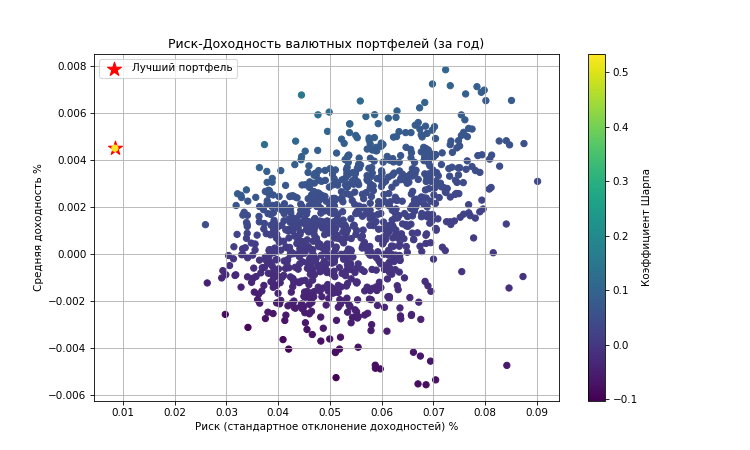 Риск-Доходность валютных портфелей (за год)
Лучший портфель
Средняя доходность %
0.008
0.006
0.004
0.002
0.000
−0.002
−0.004
−0.006
0.01 0.02 0.03 0.04 0.05 0.06 0.07 0.08 0.09
Риск (стандартное отклонение доходностей) %
0.5
0.4
0.3
0.2
0.1
0.0
−0.1
Коэффициент Шарпа